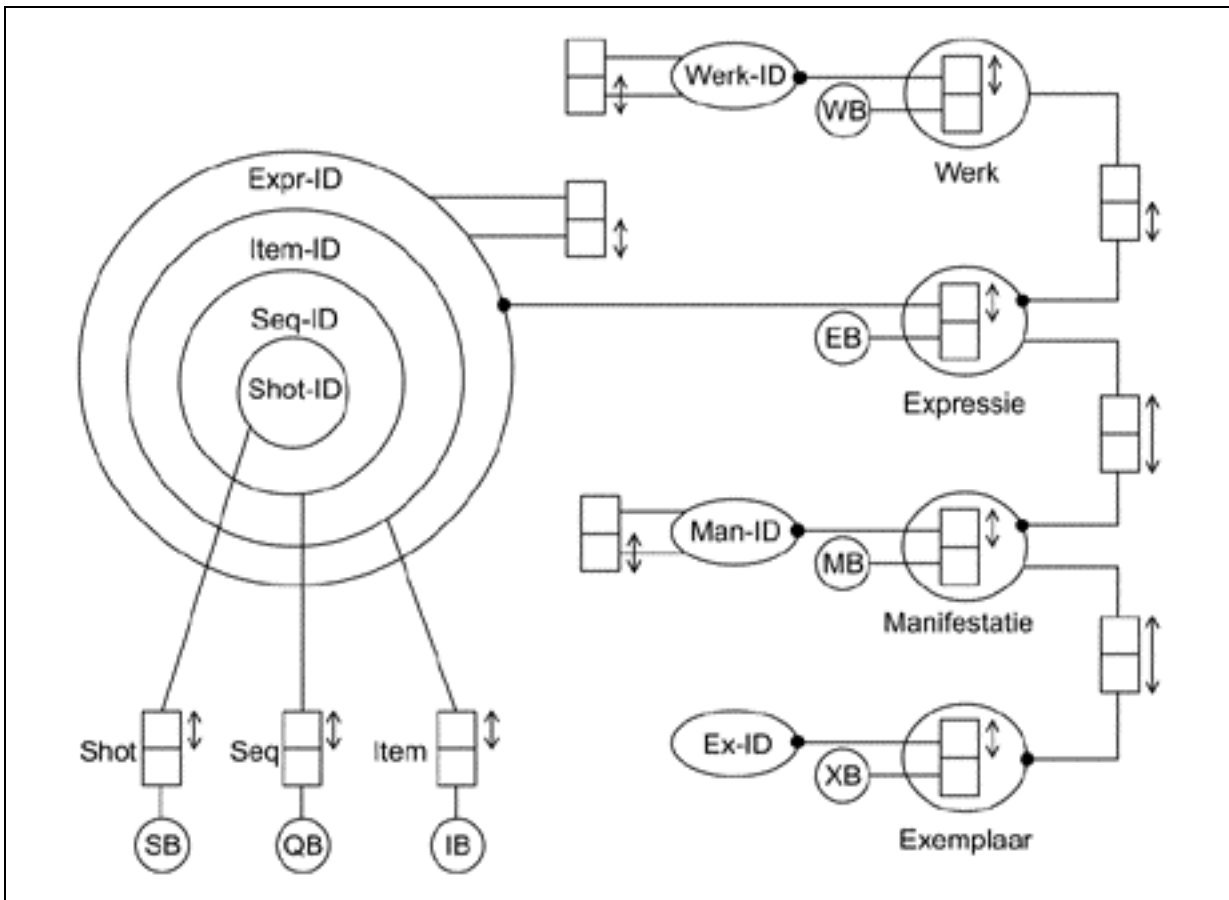 Werk-ID
WB
Werk
Expr-ID
Item-ID
Seq-ID
Shot-ID
EB
Expressie
Man-ID
MB
Manifestatie
Ex-ID
XB
Exemplaar
Shot
Seq
Item
SB
QB
IB